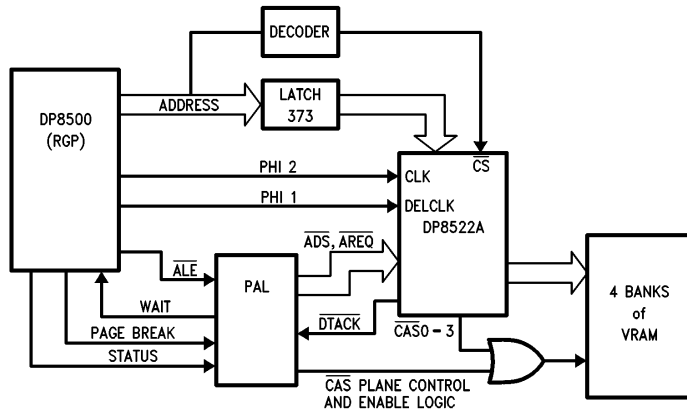 DECODER
DP8500
(RGP)
ADDRESS
LATCH
373
PHI 2
CLK
CS
PHI 1
DELCLK
DP8522A
ADS, AREQ
ALE
PAL
WAIT
DTACK
CAS0-3
4 BANKS
of
VRAM
PAGE BREAK
STATUS
CAS PLANE CONTROL
AND ENABLE LOGIC